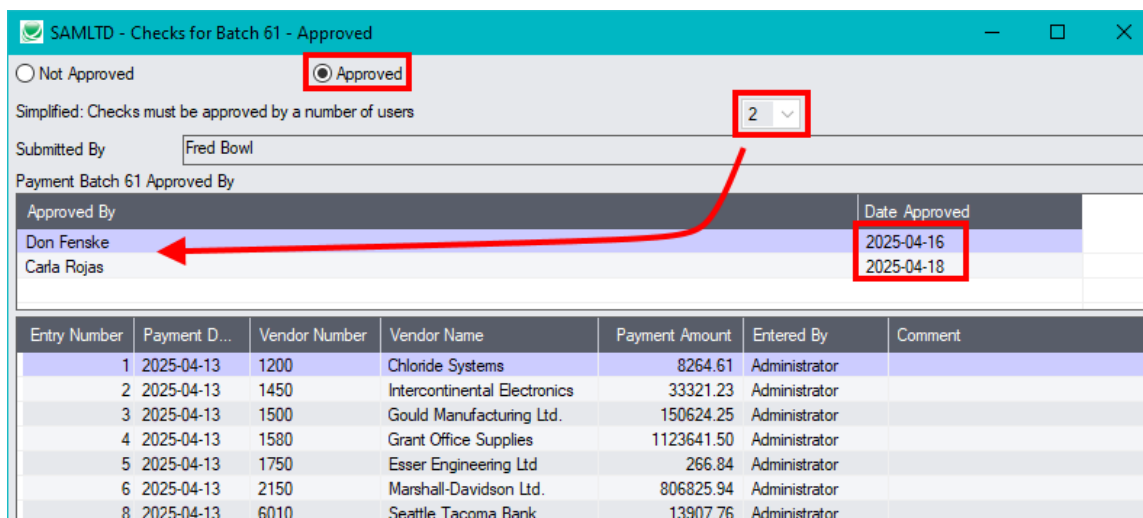 SAMLTD - Checks for Batch 61 - Approved
Not Approved Approved
Simplified: Checks must be approved by a number of users 2
Submitted By Fred Bowl
Payment Batch 61 Approved By
Approved By Date Approved
Don Fenske 2025-04-16
Carla Rojas 2025-04-18
Entry Number Payment D... Vendor Number Vendor Name Payment Amount Entered By Comment
1 2025-04-13 1200 Chloride Systems 8264.61 Administrator
2 2025-04-13 1450 Intercontinental Electronics 33321.23 Administrator
3 2025-04-13 1500 Gould Manufacturing Ltd. 150624.25 Administrator
4 2025-04-13 1580 Grant Office Supplies 1123641.50 Administrator
5 2025-04-13 1750 Esser Engineering Ltd 266.84 Administrator
6 2025-04-13 2150 Marshall-Davidson Ltd. 806825.94 Administrator
8 2025-04-13 6010 Seattle Tacoma Bank 13907.76 Administrator